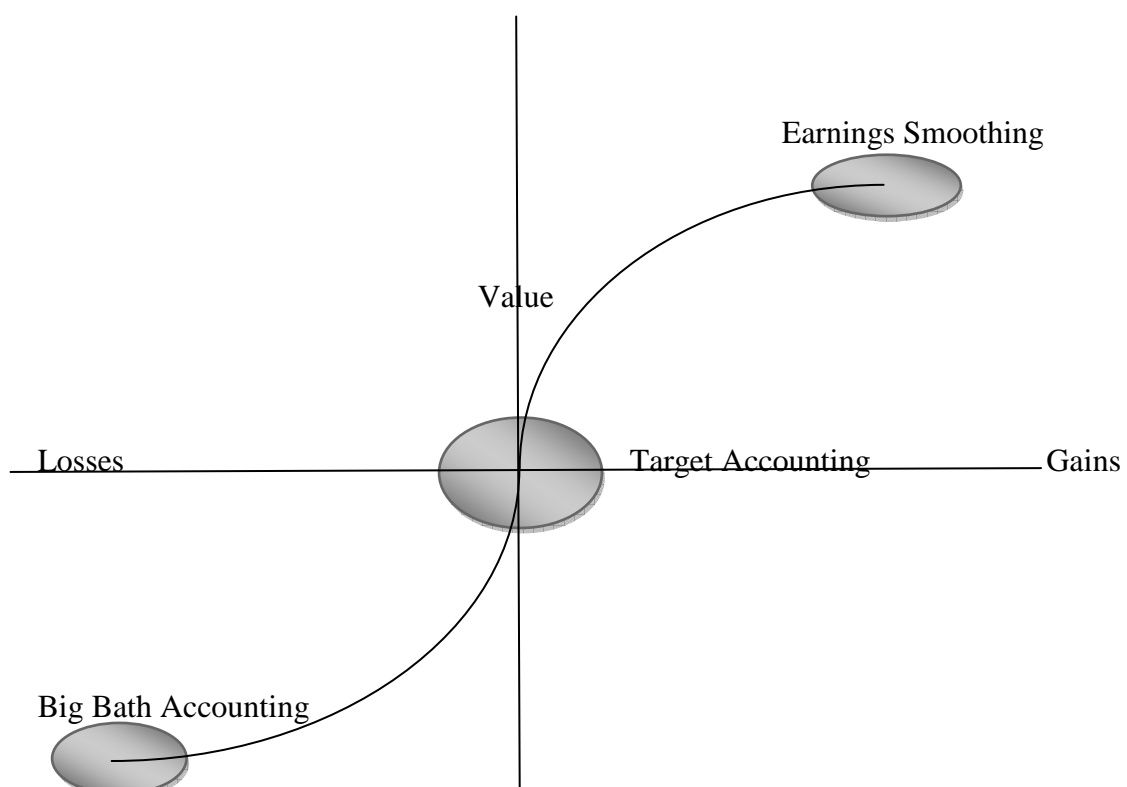 Earnings Smoothing
Value
Losses
Target Accounting
Gains
Big Bath Accounting